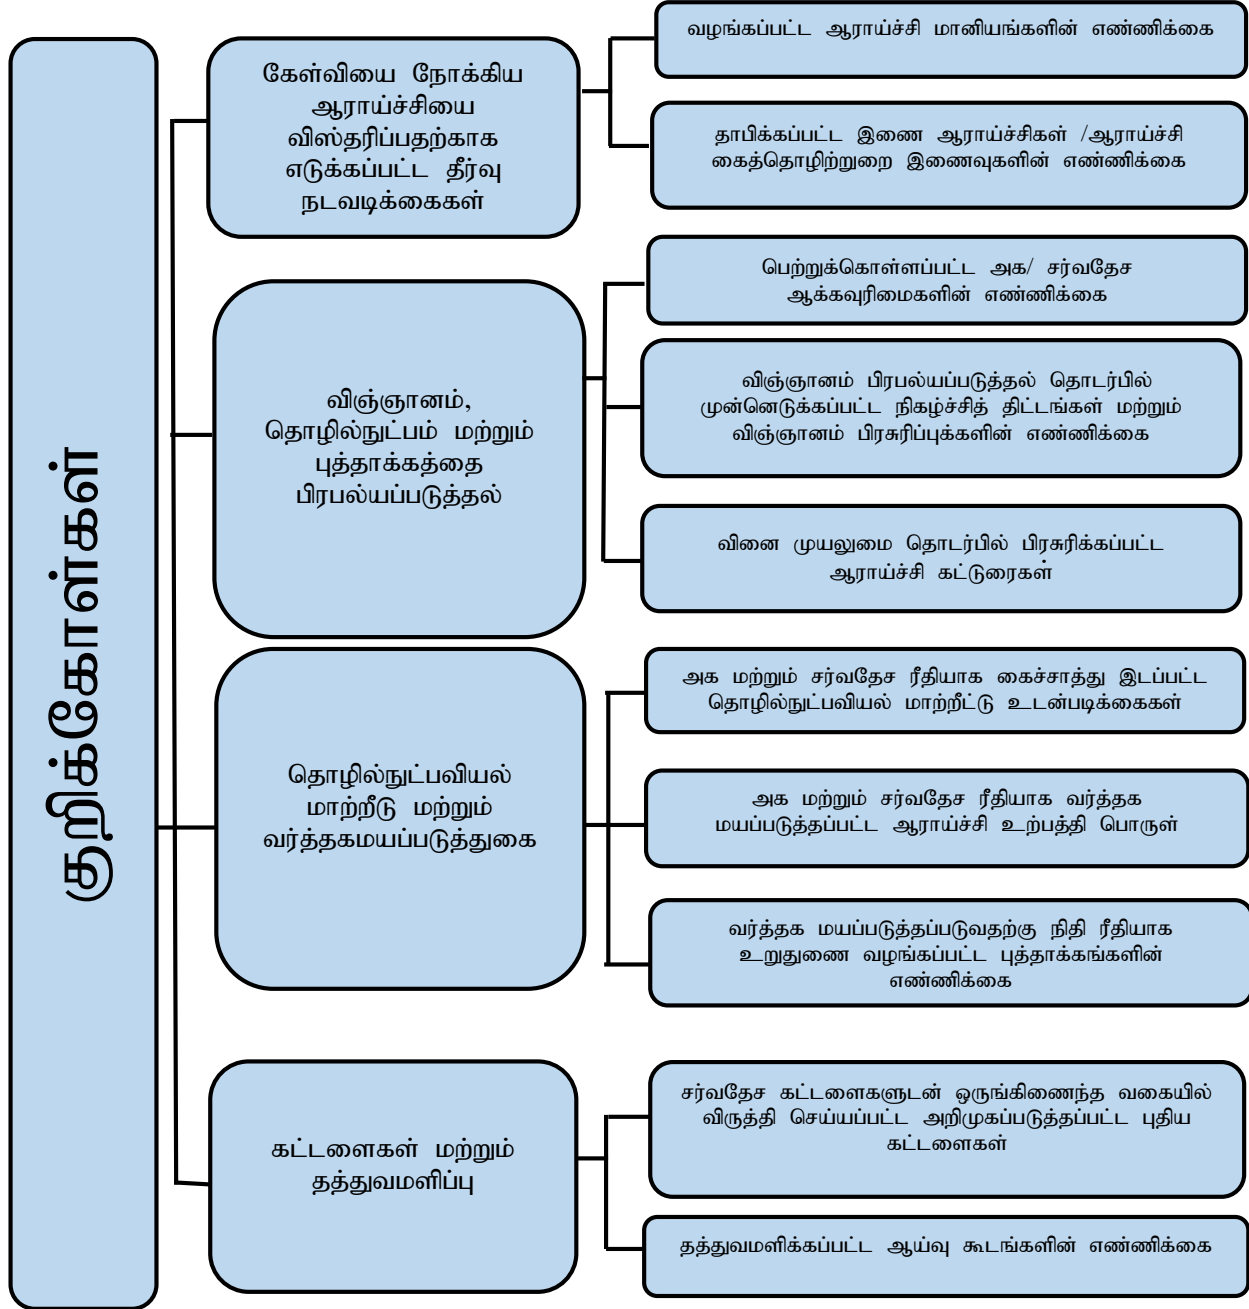 குறிக்கோள்கள்
கேள்வியை நோக்கிய
ஆராய்ச்சியை
விஸ்தரிப்பதற்காக
எடுக்கப்பட்ட தீர்வு
நடவடிக்கைகள்
வழங்கப்பட்ட ஆராய்ச்சி மானியங்களின் எண்ணிக்கை
தாபிக்கப்பட்ட இணை ஆராய்ச்சிகள் /ஆராய்ச்சி
கைத்தொழிற்றுறை இணைவுகளின் எண்ணிக்கை
விஞ்ஞானம்,
தொழில்நுட்பம் மற்றும்
புத்தாக்கத்தை
பிரபல்யப்படுத்தல்
பெற்றுக்கொள்ளப்பட்ட அக/ சர்வதேச
ஆக்கவுரிமைகளின் எண்ணிக்கை
விஞ்ஞானம் பிரபல்யப்படுத்தல் தொடர்பில்
முன்னெடுக்கப்பட்ட நிகழ்ச்சித் திட்டங்கள் மற்றும்
விஞ்ஞானம் பிரசுரிப்புக்களின் எண்ணிக்கை
வினை முயலுமை தொடர்பில் பிரசுரிக்கப்பட்ட
ஆராய்ச்சி கட்டுரைகள்
தொழில்நுட்பவியல்
மாற்றீடு மற்றும்
வர்த்தகமயப்படுத்துகை
அக மற்றும் சர்வதேச ரீதியாக கைச்சாத்து இடப்பட்ட
தொழில்நுட்பவியல் மாற்றீட்டு உடன்படிக்கைகள்
அக மற்றும் சர்வதேச ரீதியாக வர்த்தக
மயப்படுத்தப்பட்ட ஆராய்ச்சி உற்பத்தி பொருள்
வர்த்தக மயப்படுத்தப்படுவதற்கு நிதி ரீதியாக
உறுதுணை வழங்கப்பட்ட புத்தாக்கங்களின்
எண்ணிக்கை
கட்டளைகள் மற்றும்
தத்துவமளிப்பு
சர்வதேச கட்டளைகளுடன் ஒருங்கிணைந்த வகையில்
விருத்தி செய்யப்பட்ட அறிமுகப்படுத்தப்பட்ட புதிய
கட்டளைகள்
தத்துவமளிக்கப்பட்ட ஆய்வு கூடங்களின் எண்ணிக்கை